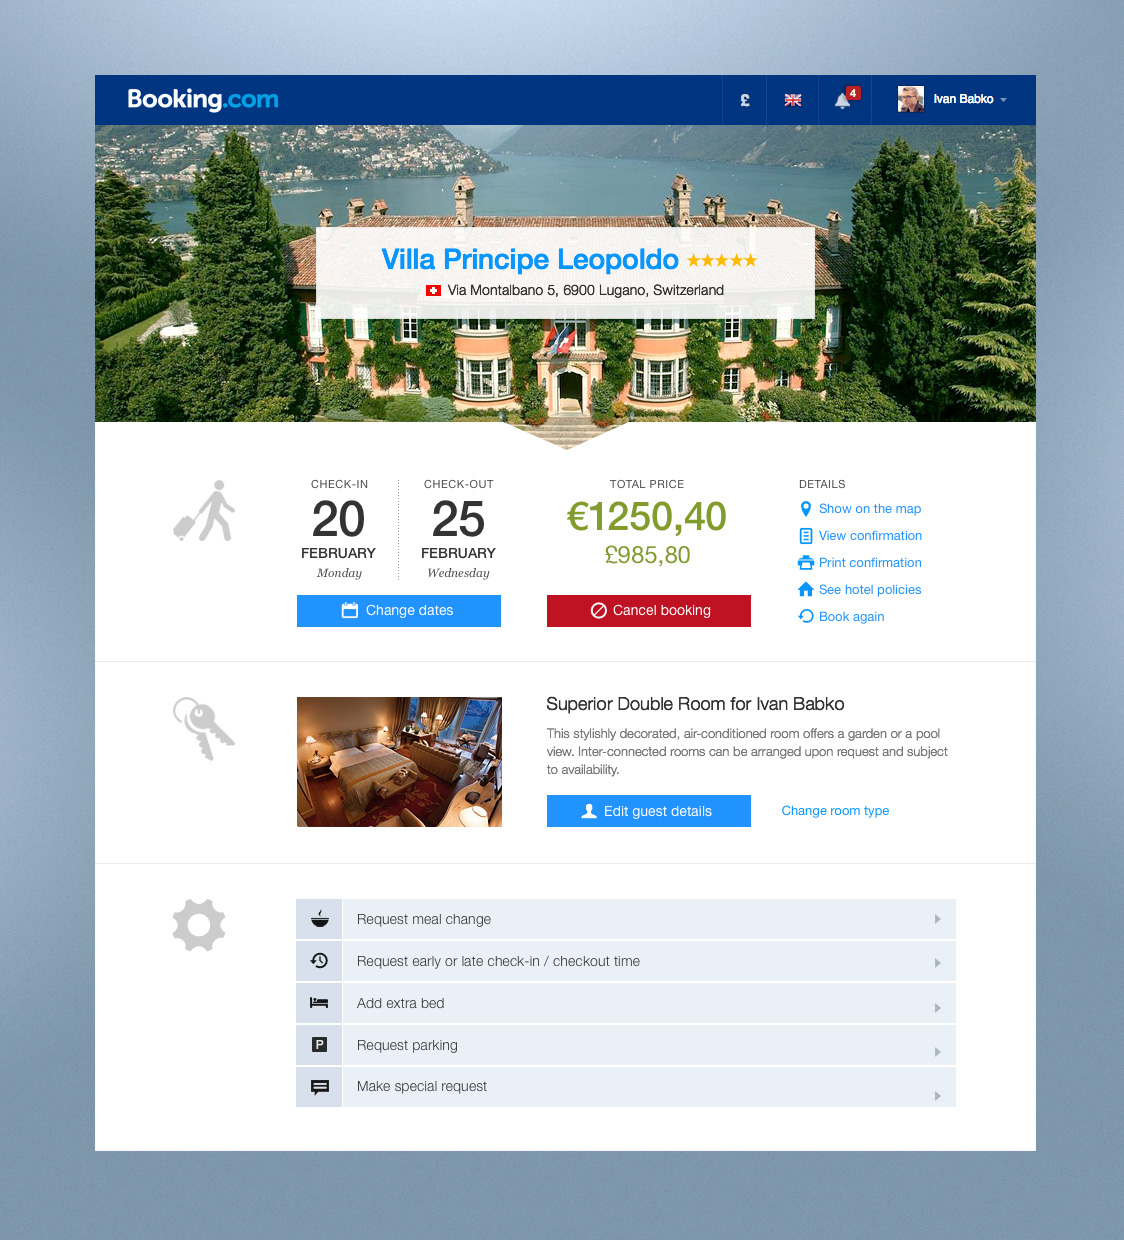 Booking.com
£
4
Ivan Babko
Villa Principe Leopoldo
Via Montalbano 5, 6900 Lugano, Switzerland
CHECK-IN
20
FEBRUARY
Monday
CHECK-OUT
25
FEBRUARY
Wednesday
Change dates
TOTAL PRICE
€1250,40
£985,80
Cancel booking
DETAILS
Show on the map
View confirmation
Print confirmation
See hotel policies
Book again
Superior Double Room for Ivan Babko
This stylishly decorated, air-conditioned room offers a garden or a pool
view. Inter-connected rooms can be arranged upon request and subject
to availability.
Edit guest details
Change room type
Request meal change
Request early or late check-in / checkout time
Add extra bed
P
Request parking
Make special request